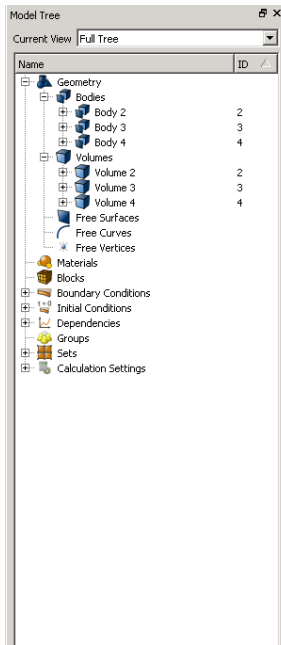 Model Tree
Current View Full Tree
Name ID
Geometry
Bodies
Body 2 2
Body 3 3
Body 4 4
Volumes
Volume 2 2
Volume 3 3
Volume 4 4
Free Surfaces
Free Curves
Free Vertices
Materials
Blocks
Boundary Conditions
Initial Conditions
Dependencies
Groups
Sets
Calculation Settings